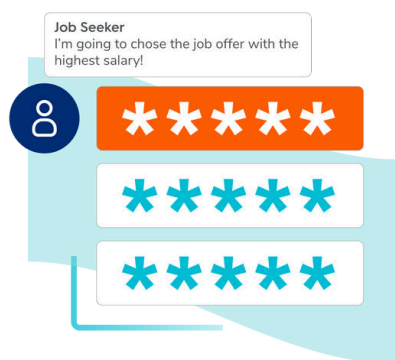 Job Seeker
I'm going to chose the job offer with the
highest salary!
*****
*****
*****